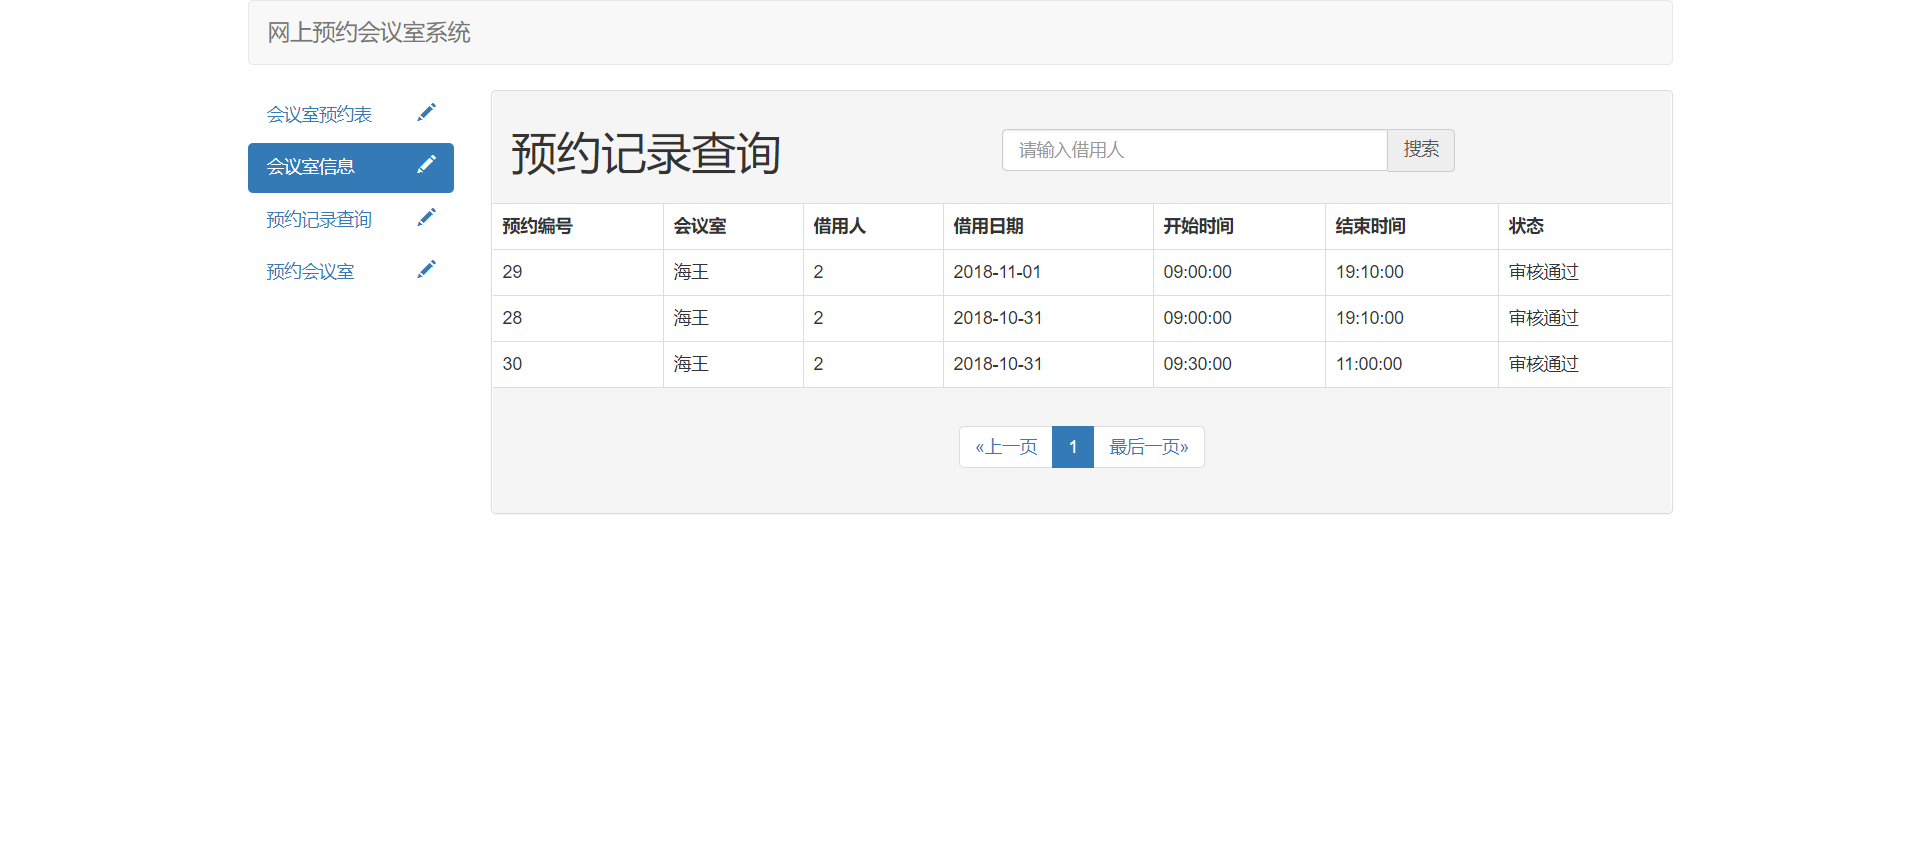 网上预约会议室系统
会议室预约表
会议室信息
预约记录查询
预约会议室
预约记录查询
请输入借用人 搜索
预约编号 会议室 借用人 借用日期 开始时间 结束时间 状态
29 海王 2 2018-11-01 09:00:00 19:10:00 审核通过
28 海王 2 2018-10-31 09:00:00 19:10:00 审核通过
30 海王 2 2018-10-31 09:30:00 11:00:00 审核通过
«上一页 1 最后一页»